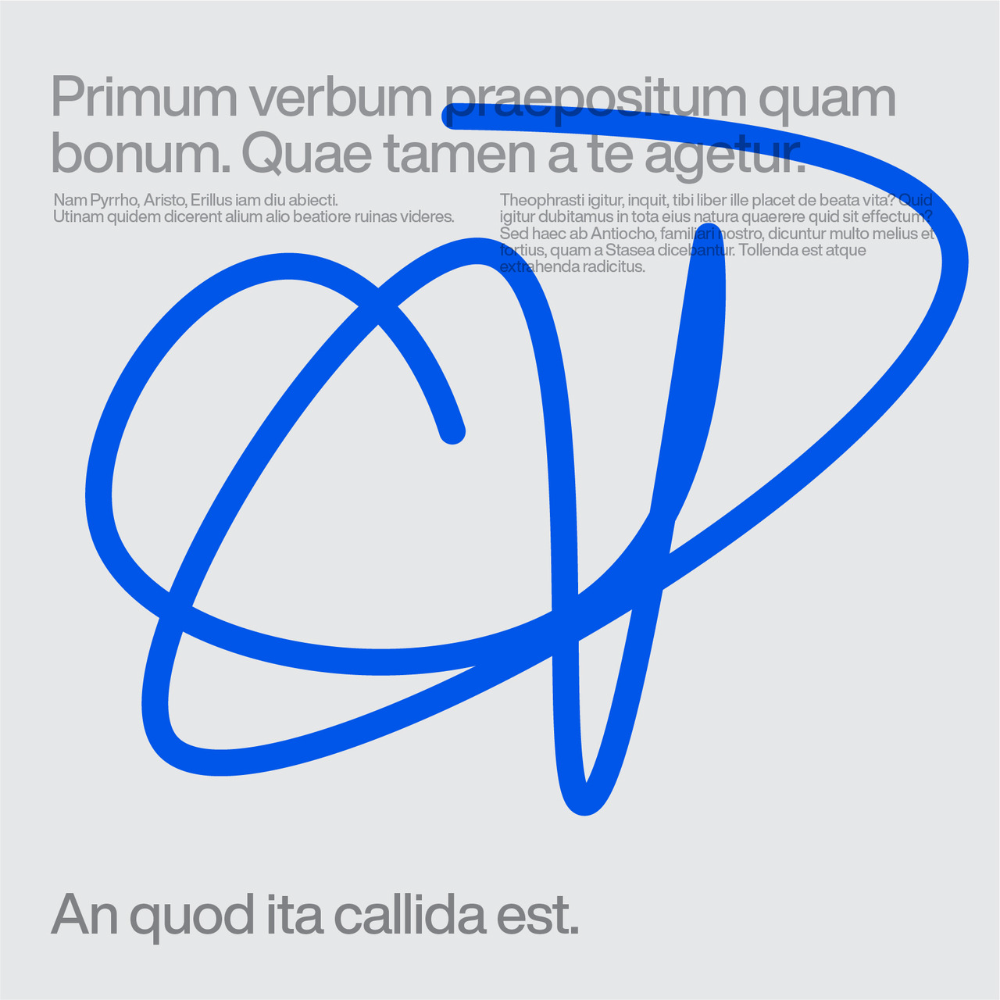 Primum verbum praepositum quam
bonum. Quae tamen a te agetur.
Nam Pyrrho, Aristo, Erillus iam diu abiecti.
Utinam quidem dicerent alium alio beatiore ruinas videres.
Theophrasti igitur, inquit, tibi liber ille placet de beata vita? Quid
igitur dubitamus in tota eius natura quaerere quid sit effectum?
Sed haec ab Antiocho, familiari nostro, dicuntur multo melius et
fortius, quam a Stasea dicebantur. Tollenda est atque
extrahenda radicitus.
An quod ita callida est.